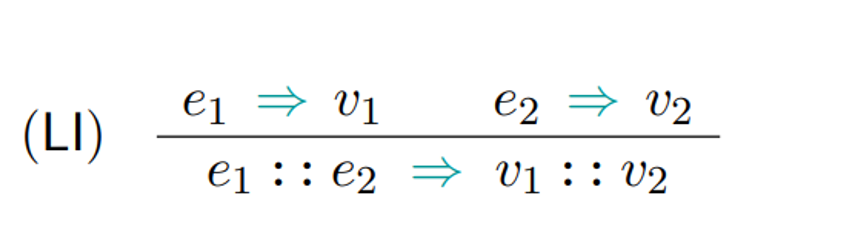 e₁ ⇒ v₁ e₂ ⇒ v₂
(LI)
e₁ :: e₂ ⇒ v₁ :: v₂